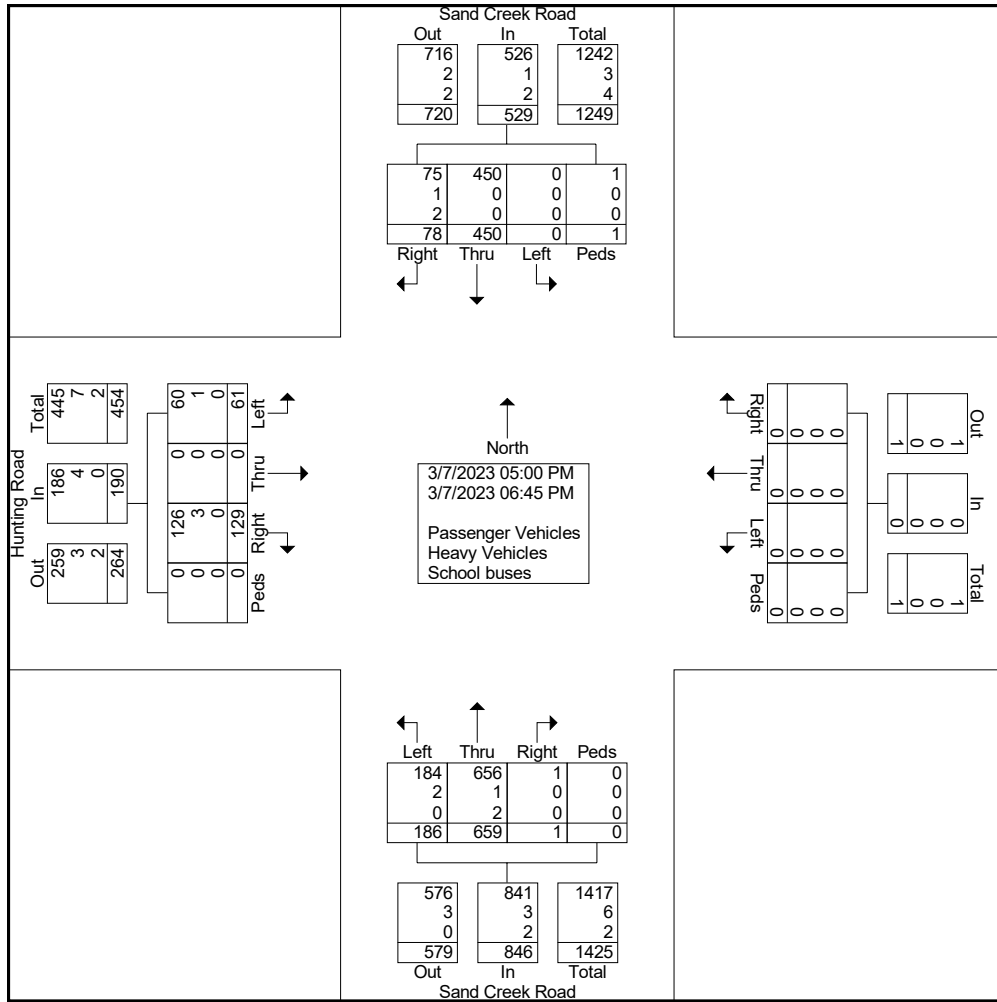 Sand Creek Road
Out In Total
716 526 1242
2 1 3
2 2 4
720 529 1249
75 450 0 1
1 0 0 0
2 0 0 0
78 450 0 1
Right Thru Left Peds
Hunting Road
Out In Total
259 186 445
3 4 7
2 0 2
264 190 454
60 1 0 61
Left
0 0 0 0
Thru
126 3 0 129
Right
0 0 0 0
Peds
North
3/7/2023 05:00 PM
3/7/2023 06:45 PM
Passenger Vehicles
Heavy Vehicles
School buses
Right
0 0 0 0
Thru
0 0 0 0
Left
0 0 0 0
Peds
0 0 0 0
Out In Total
1 0 1
0 0 0
0 0 0
1 0 1
Left Thru Right Peds
184 656 1 0
2 1 0 0
0 2 0 0
186 659 1 0
576 841 1417
3 3 6
0 2 2
579 846 1425
Out In Total
Sand Creek Road